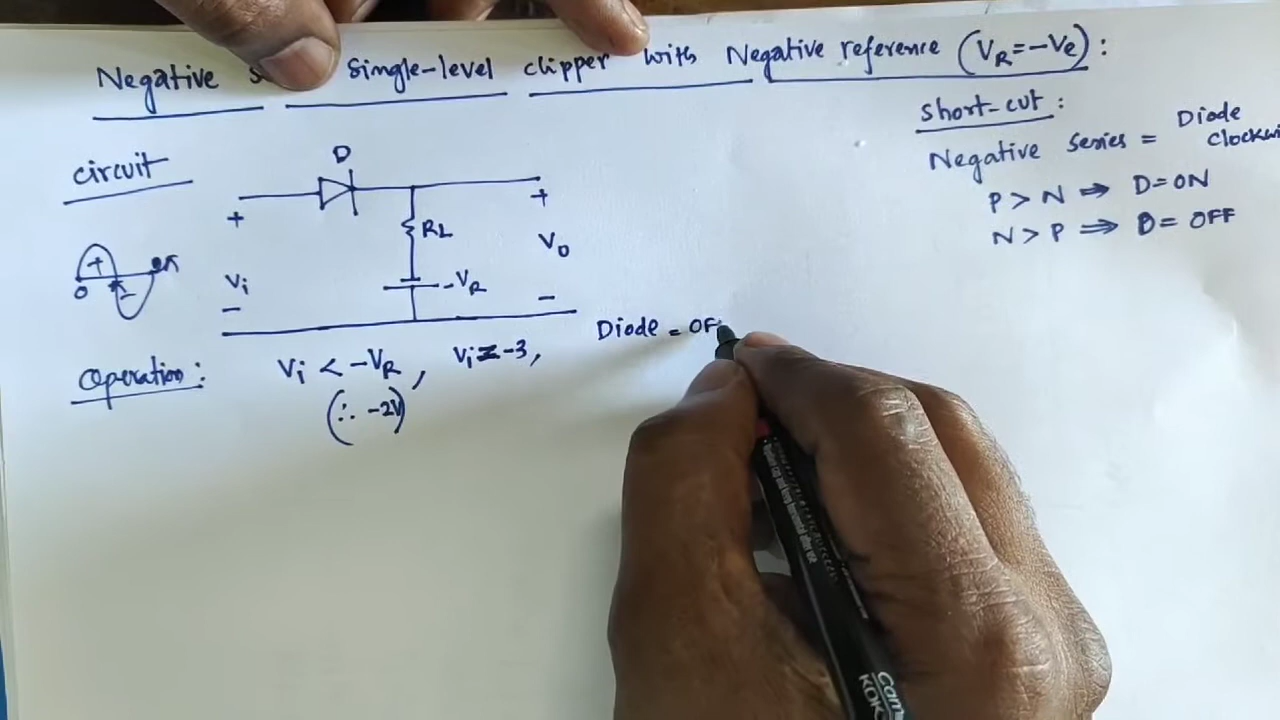 Negative Single-level clipper with Negative reference (VR=-Ve):
short-cut:
Negative series = Diode
P > N ⇒ D=ON
N > P ⇒ D= OFF
circuit
D
+
+
RL
Vi
Vo
-VR
-
-
+
0
-
operation: Vi < -VR, Vi = -3, Diode = OF
(∴ -2V)